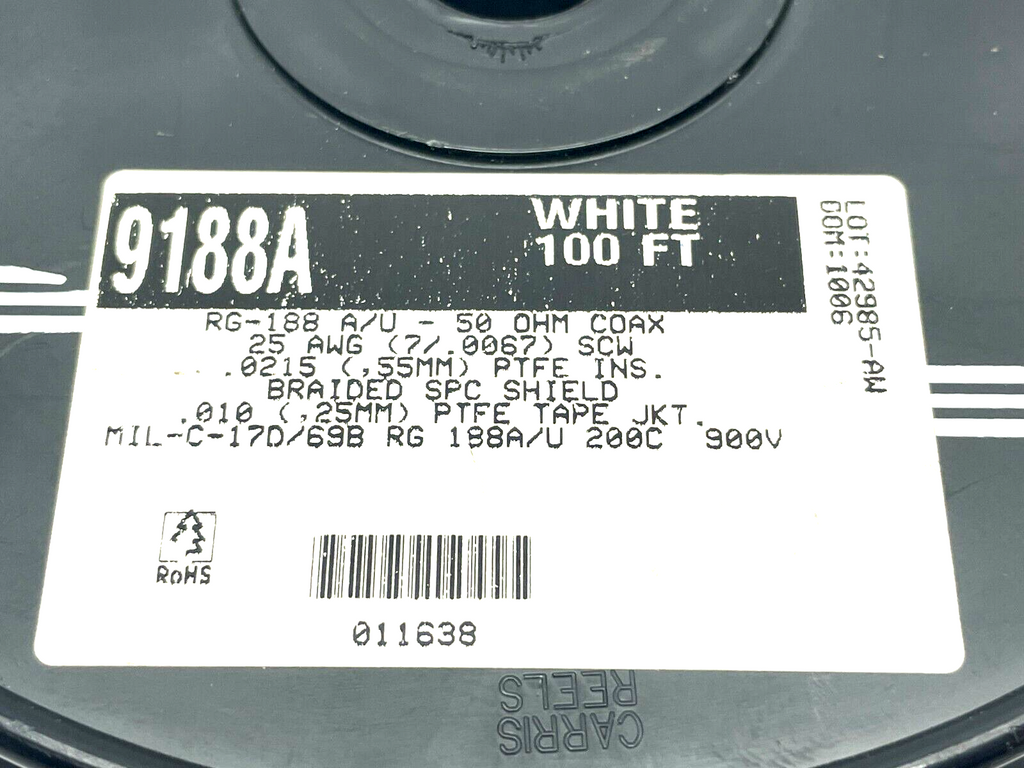 9188A
WHITE
100 FT
RG-188 A/U - 50 OHM COAX
25 AWG (7/.0067) SCW
.0215 (,55MM) PTFE INS.
BRAIDED SPC SHIELD
.010 (,25MM) PTFE TAPE JKT.
MIL-C-17D/69B RG 188A/U 200C 900V
LOT:42985-AW
DOM:1006
RoHS
011638
CARRIS
REELS